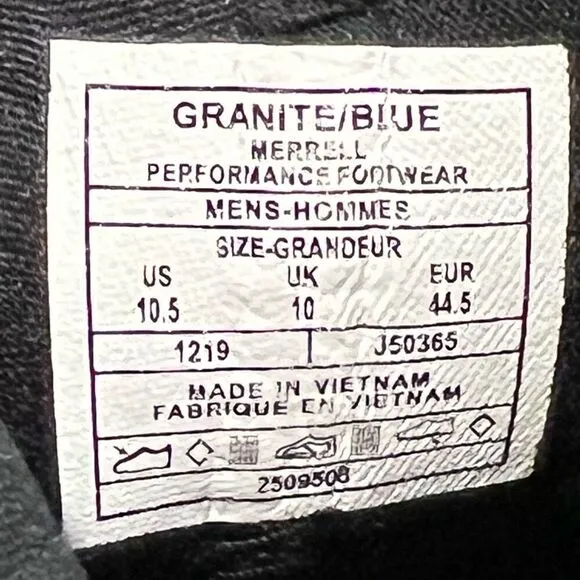 GRANITE/BLUE
MERRELL
PERFORMANCE FOOTWEAR
MENS-HOMMES
SIZE-GRANDEUR
US UK EUR
10.5 10 44.5
1219 J50365
MADE IN VIETNAM
FABRIQUE EN VIETNAM
2509508